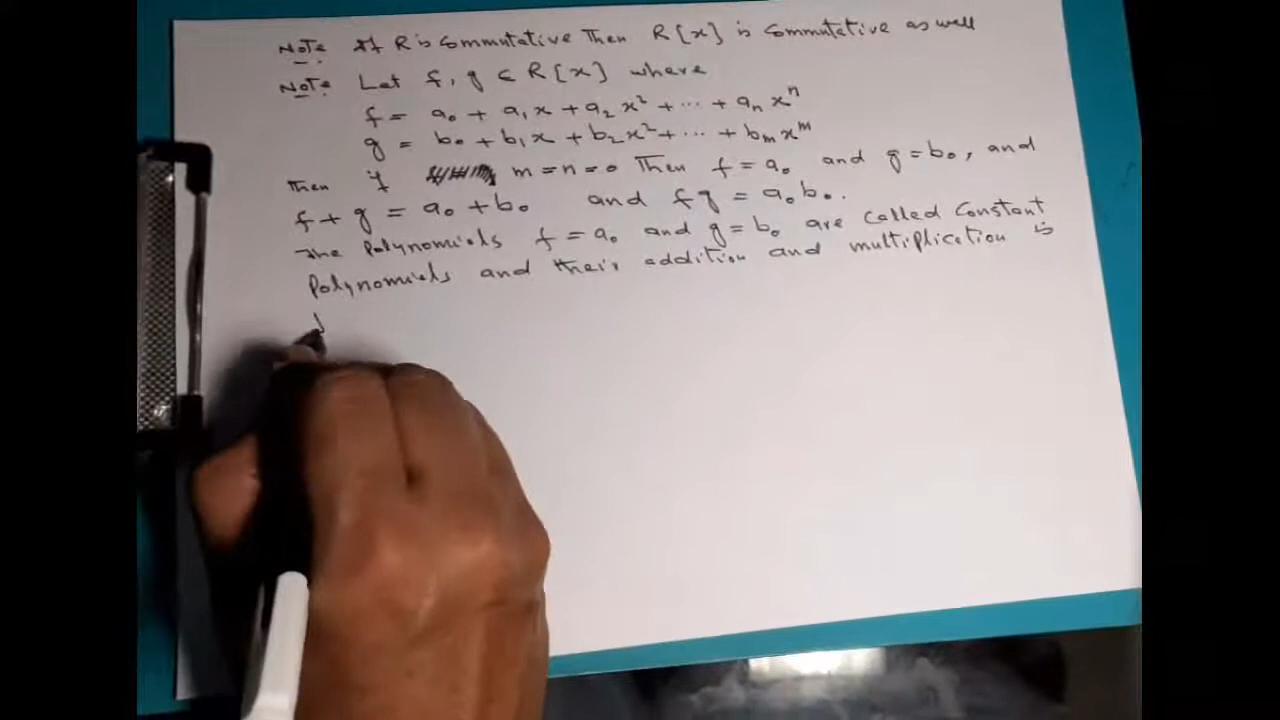 Note: If R is commutative Then R[x] is commutative as well
Note: Let f, g ∈ R[x] where
f = a₀ + a₁x + a₂x² + ... + aₙxⁿ
g = b₀ + b₁x + b₂x² + ... + bₘxᵐ
then if m = n = 0 Then f = a₀ and g = b₀, and
f + g = a₀ + b₀ and fg = a₀b₀.
The Polynomials f = a₀ and g = b₀ are called Constant
Polynomials and their addition and multiplication is